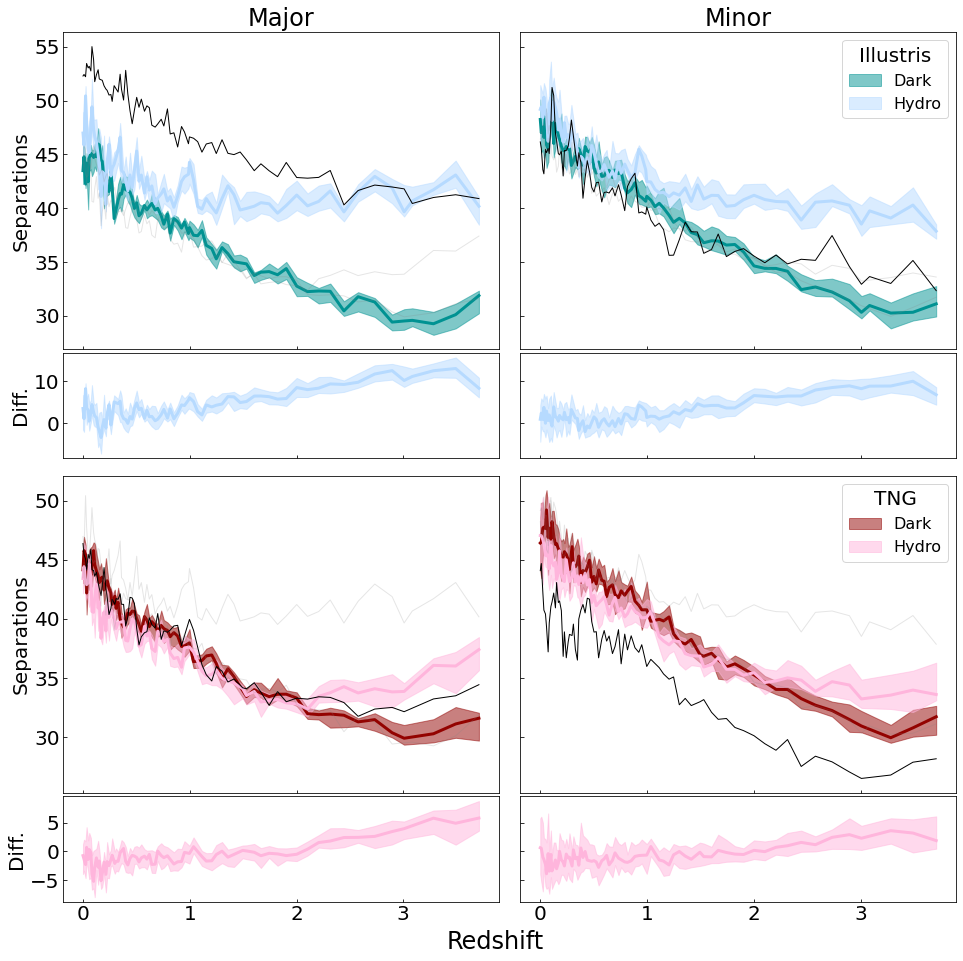 Major Minor
55
50
45
40
35
30
Separations
Illustris
Dark
Hydro
10
0
Diff.
50
45
40
35
30
Separations
TNG
Dark
Hydro
5
0
−5
Diff.
0 1 2 3 0 1 2 3
Redshift